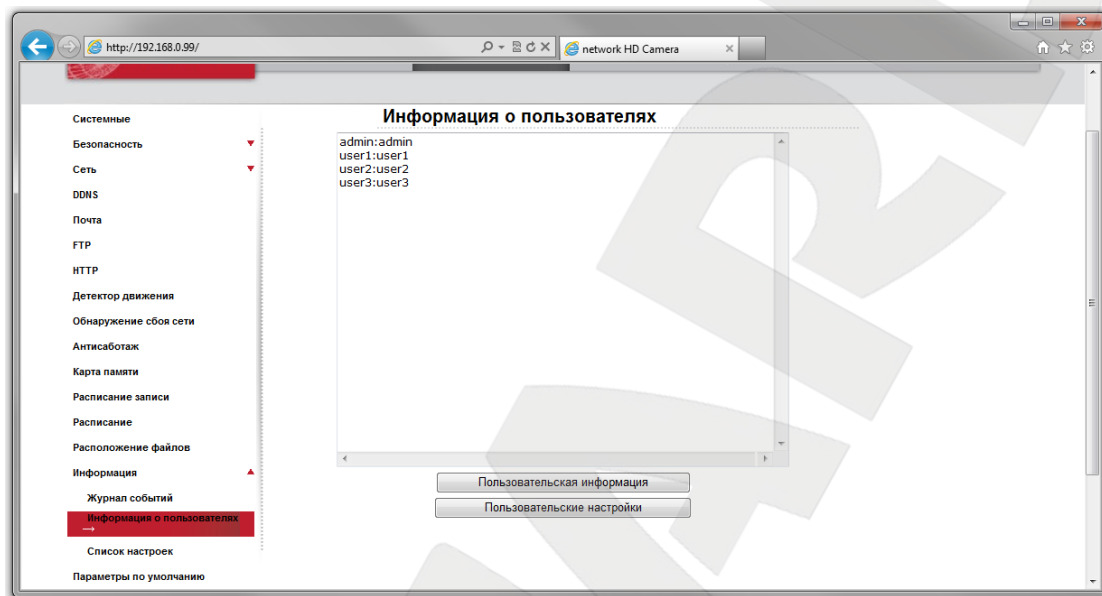 http://192.168.0.99/
network HD Camera
Системные
Безопасность
Сеть
DDNS
Почта
FTP
HTTP
Детектор движения
Обнаружение сбоя сети
Антисаботаж
Карта памяти
Расписание записи
Расписание
Расположение файлов
Информация
Журнал событий
Информация о пользователях
→
Список настроек
Параметры по умолчанию
Информация о пользователях
admin:admin
user1:user1
user2:user2
user3:user3
Пользовательская информация
Пользовательские настройки